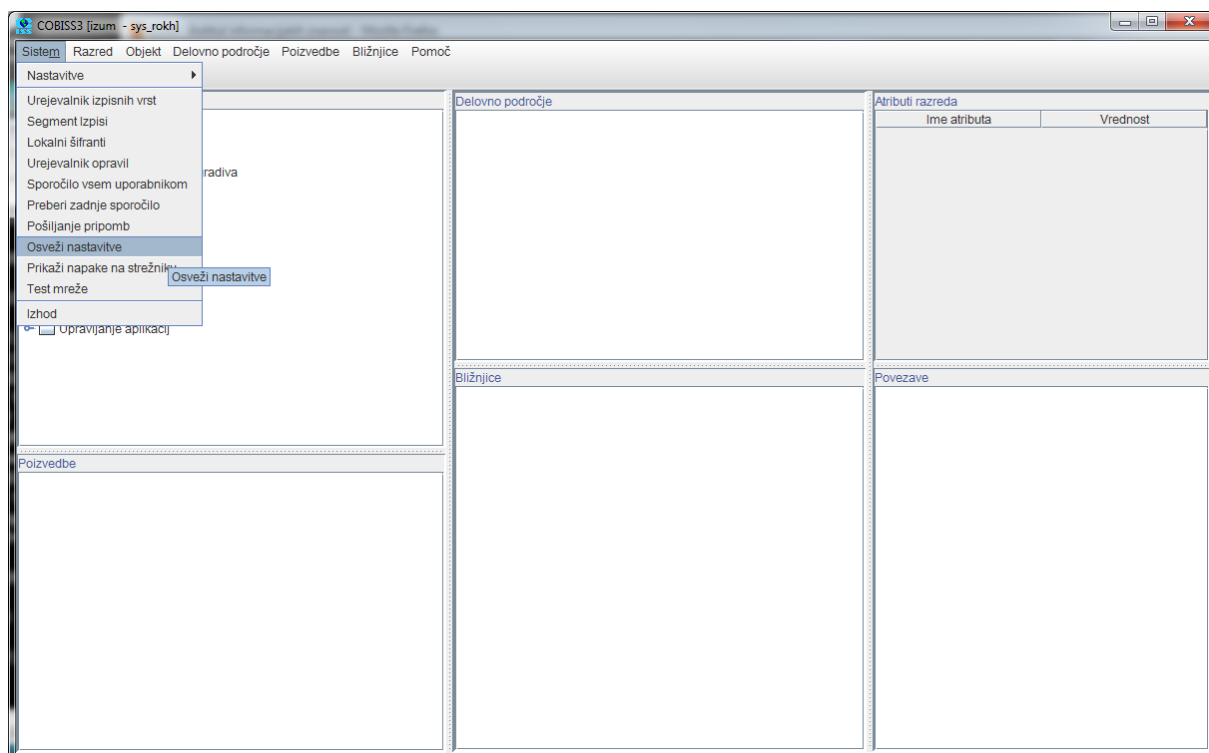 COBISS3 [izum - sys_rokh]
Sistem Razred Objekt Delovno področje Poizvedbe Bližnjice Pomoč
Nastavitve
Urejevalnik izpisnih vrst
Segment Izpisi
Lokalni šifranti
Urejevalnik opravil
Sporočilo vsem uporabnikom
Preberi zadnje sporočilo
Pošiljanje pripomb
Osveži nastavitve
Prikaži napake na strežniku
Osveži nastavitve
Test mreže
Izhod
radiva
Upravljanje aplikacij
Poizvedbe
Delovno področje
Bližnjice
Atributi razreda
Ime atributa Vrednost
Povezave